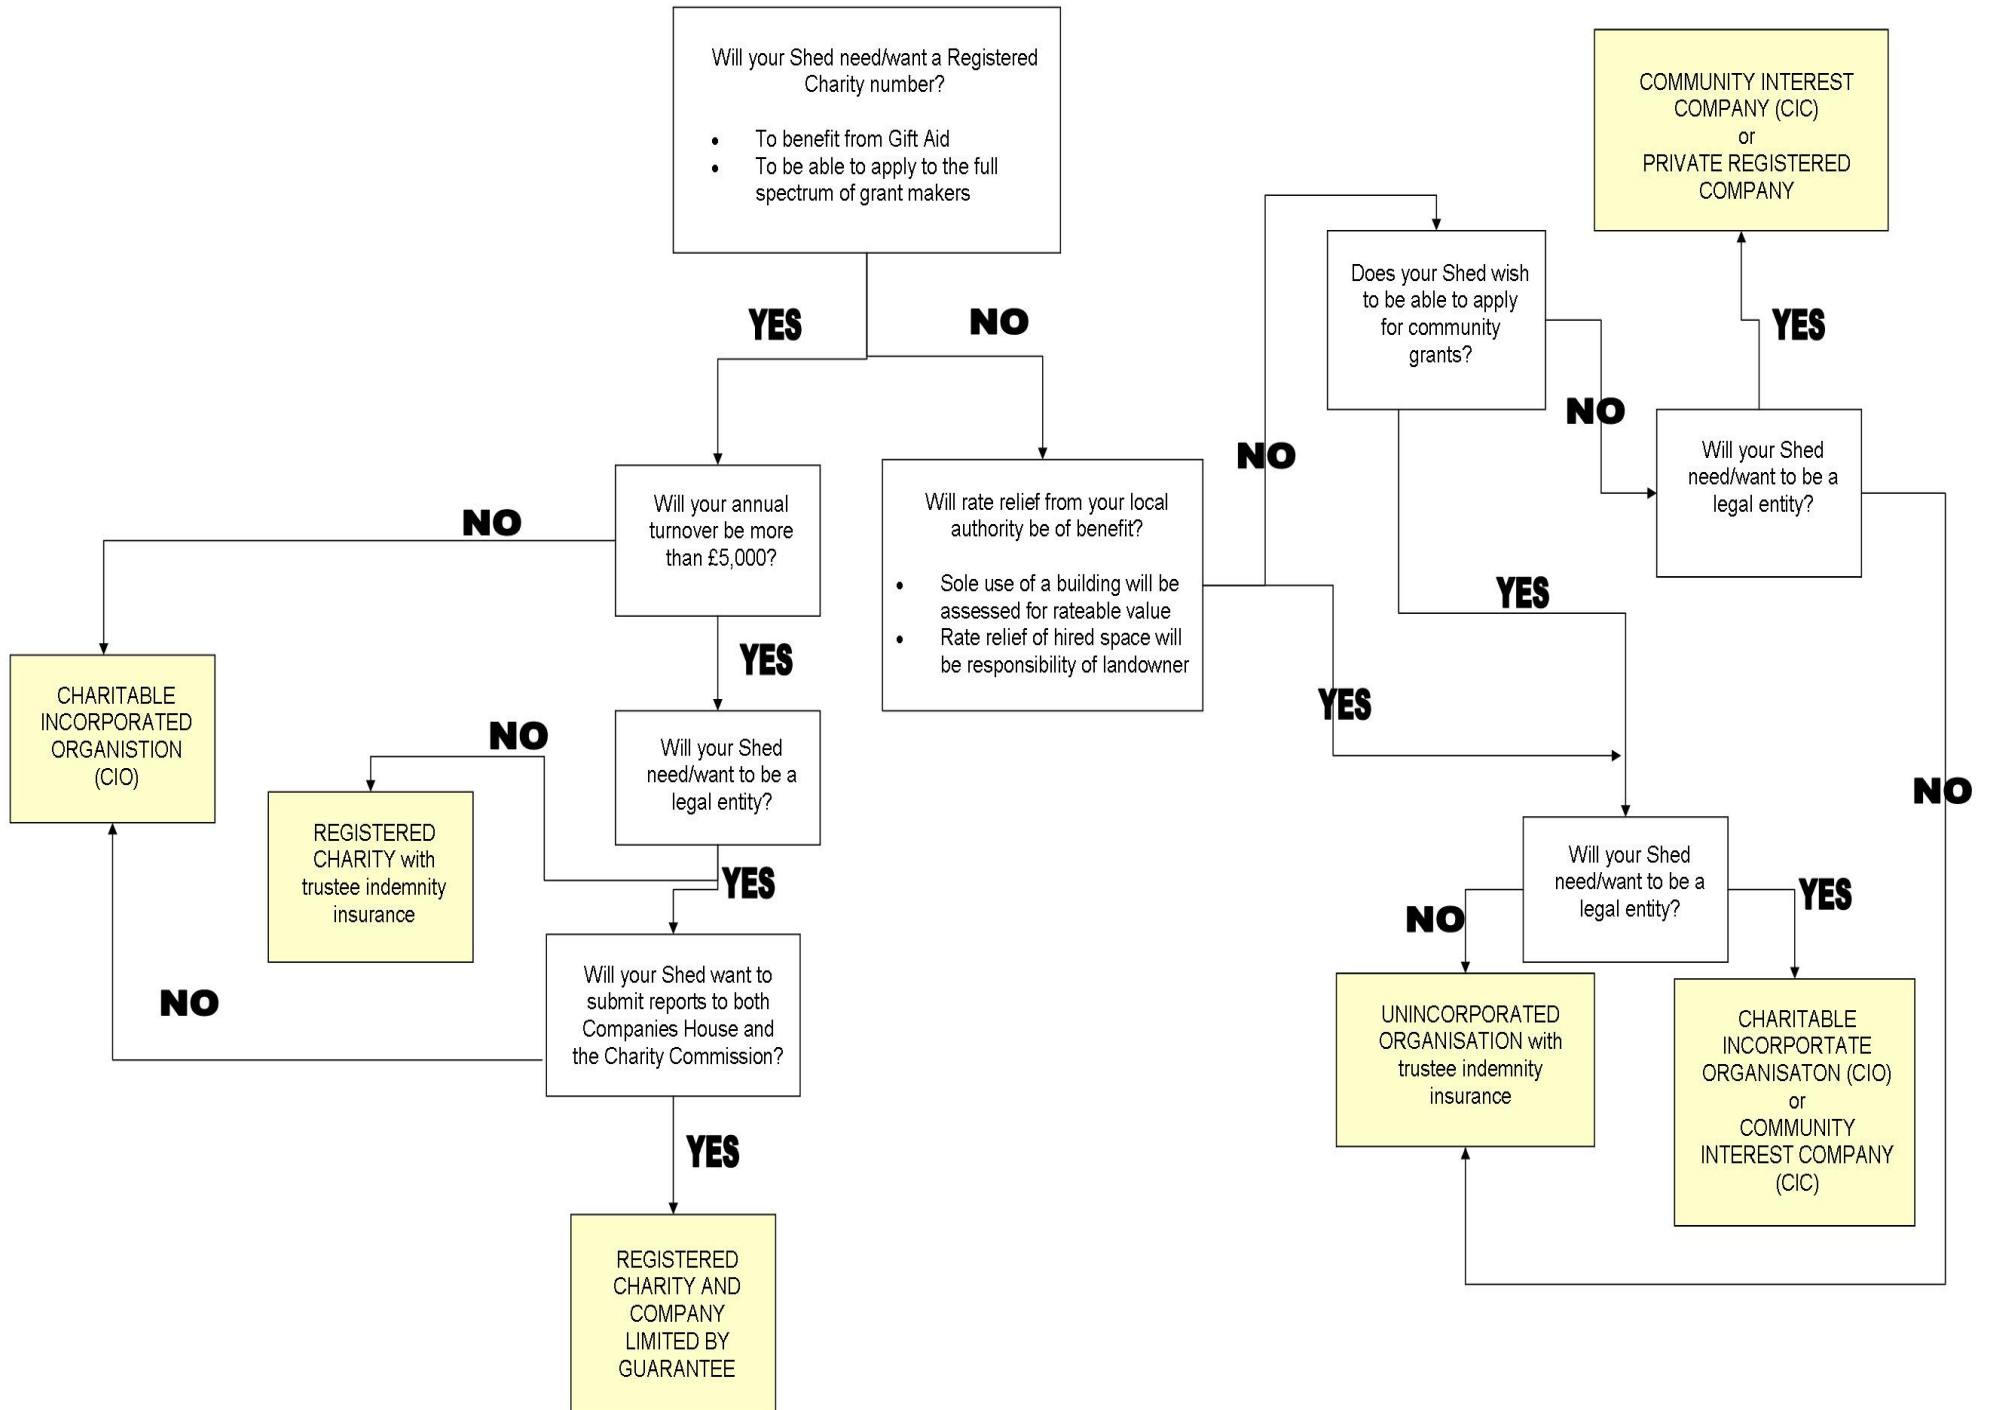 Will your Shed need/want a Registered
Charity number?
• To benefit from Gift Aid
• To be able to apply to the full
spectrum of grant makers
COMMUNITY INTEREST
COMPANY (CIC)
or
PRIVATE REGISTERED
COMPANY
Does your Shed wish
to be able to apply
for community
grants?
YES
NO
YES
NO
NO
Will your Shed
need/want to be a
legal entity?
Will your annual
turnover be more
than £5,000?
NO
Will rate relief from your local
authority be of benefit?
• Sole use of a building will be
assessed for rateable value
• Rate relief of hired space will
be responsibility of landowner
YES
YES
YES
NO
CHARITABLE
INCORPORATED
ORGANISTION
(CIO)
NO
Will your Shed
need/want to be a
legal entity?
REGISTERED
CHARITY with
trustee indemnity
insurance
YES
Will your Shed
need/want to be a
legal entity?
NO
YES
Will your Shed want to
submit reports to both
Companies House and
the Charity Commission?
NO
UNINCORPORATED
ORGANISATION with
trustee indemnity
insurance
CHARITABLE
INCORPORTATE
ORGANISATON (CIO)
or
COMMUNITY
INTEREST COMPANY
(CIC)
YES
REGISTERED
CHARITY AND
COMPANY
LIMITED BY
GUARANTEE